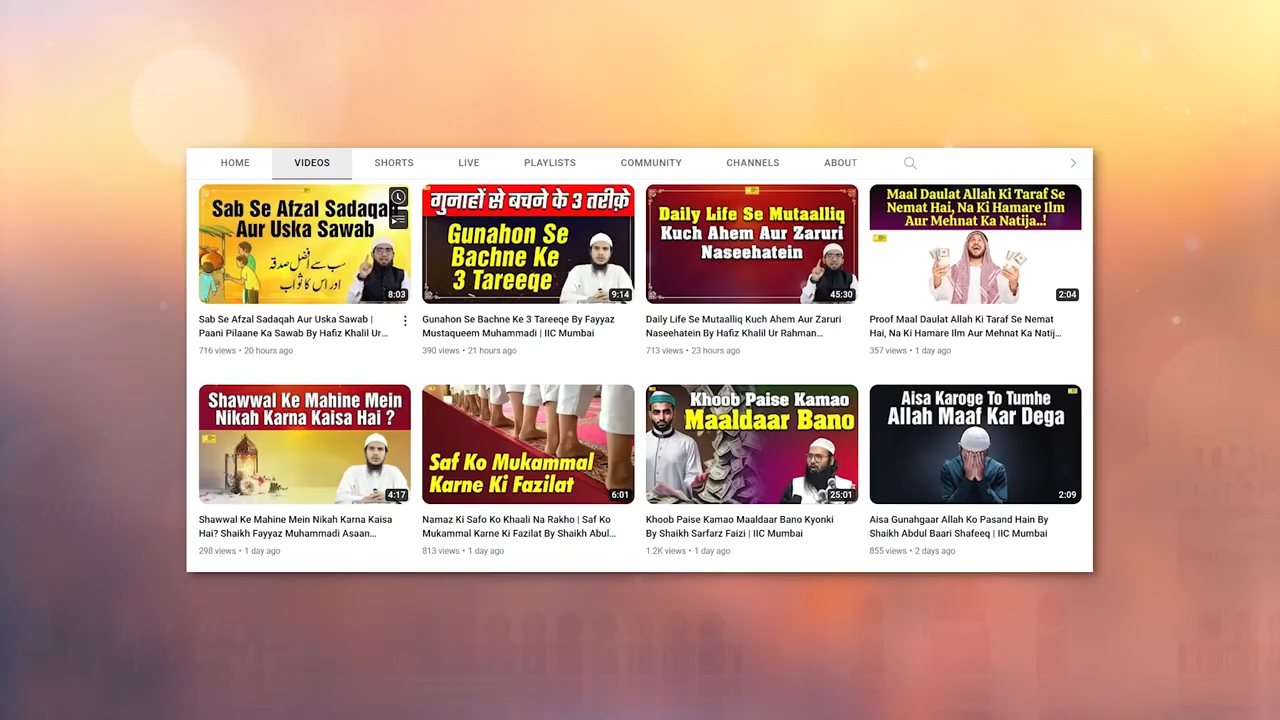 HOME VIDEOS SHORTS LIVE PLAYLISTS COMMUNITY CHANNELS ABOUT
Sab Se Afzal Sadaqa
Aur Uska Sawab
سب سے افضل صدقہ
اور اس کا ثواب
8:03
Sab Se Afzal Sadaqah Aur Uska Sawab |
Paani Pilaane Ka Sawab By Hafiz Khalil Ur...
716 views • 20 hours ago
गुनाहों से बचने के 3 तरीक़े
Gunahon Se
Bachne Ke
3 Tareeqe
9:14
Gunahon Se Bachne Ke 3 Tareeqe By Fayyaz
Mustaqueem Muhammadi | IIC Mumbai
390 views • 21 hours ago
Daily Life Se Mutaalliq
Kuch Ahem Aur Zaruri
Naseehatein
45:30
Daily Life Se Mutaalliq Kuch Ahem Aur Zaruri
Naseehatein By Hafiz Khalil Ur Rahman...
713 views • 23 hours ago
Maal Daulat Allah Ki Taraf Se
Nemat Hai, Na Ki Hamare Ilm
Aur Mehnat Ka Natija..!
2:04
Proof Maal Daulat Allah Ki Taraf Se Nemat
Hai, Na Ki Hamare Ilm Aur Mehnat Ka Natij...
357 views • 1 day ago
Shawwal Ke Mahine Mein
Nikah Karna Kaisa Hai ?
4:17
Shawwal Ke Mahine Mein Nikah Karna Kaisa
Hai? Shaikh Fayyaz Muhammadi Asaan...
298 views • 1 day ago
Saf Ko Mukammal
Karne Ki Fazilat
6:01
Namaz Ki Safo Ko Khaali Na Rakho | Saf Ko
Mukammal Karne Ki Fazilat By Shaikh Abul...
813 views • 1 day ago
Khoob Paise Kamao
Maaldaar Bano
25:01
Khoob Paise Kamao Maaldaar Bano Kyonki
By Shaikh Sarfarz Faizi | IIC Mumbai
1.2K views • 1 day ago
Aisa Karoge To Tumhe
Allah Maaf Kar Dega
2:09
Aisa Gunahgaar Allah Ko Pasand Hain By
Shaikh Abdul Baari Shafeeq | IIC Mumbai
855 views • 2 days ago